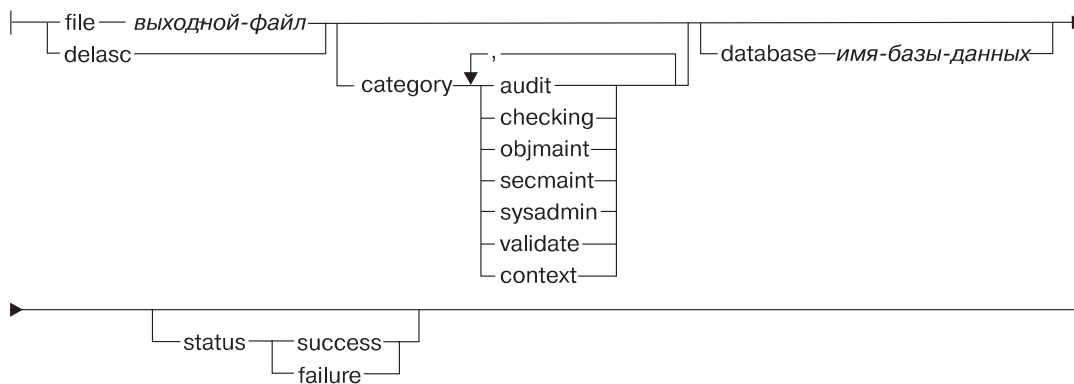 file выходной-файл
delasc
,
category audit
database имя-базы-данных
checking
objmaint
secmaint
sysadmin
validate
context
status success
failure